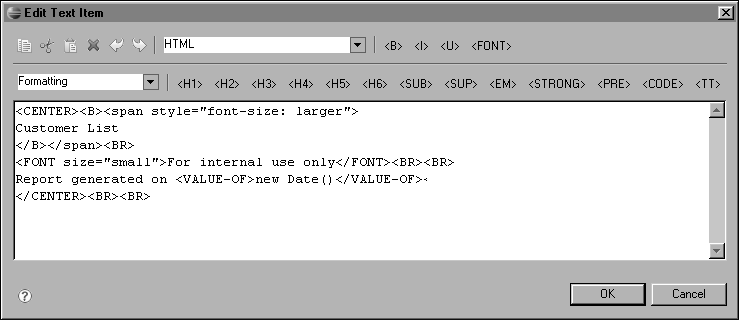 Edit Text Item
HTML <B> <I> <U> <FONT>
Formatting <H1> <H2> <H3> <H4> <H5> <H6> <SUB> <SUP> <EM> <STRONG> <PRE> <CODE> <TT>
<CENTER><B><span style="font-size: larger">
Customer List
</B></span><BR>
<FONT size="small">For internal use only</FONT><BR><BR>
Report generated on <VALUE-OF>new Date()</VALUE-OF><
</CENTER><BR><BR>
? OK Cancel